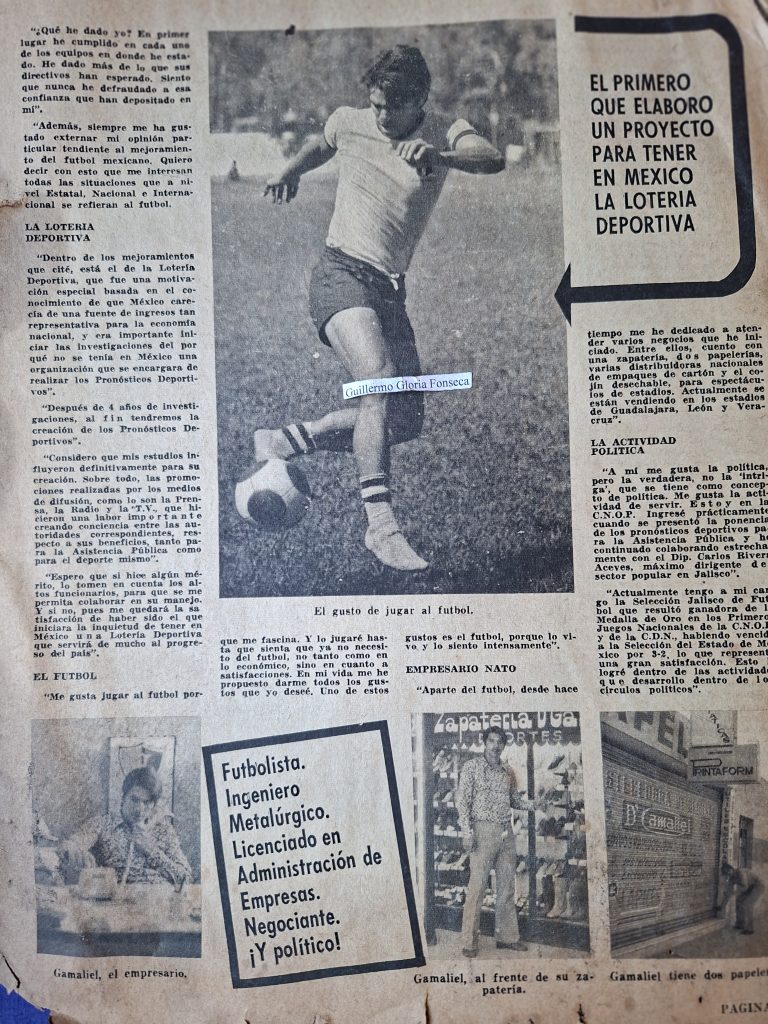 "¿Qué he dado yo? En primer
lugar he cumplido en cada uno
de los equipos en donde he esta-
do. He dado más de lo que sus
directivos han esperado. Siento
que nunca he defraudado a esa
confianza que han depositado en
mí".
"Además, siempre me ha gus-
tado externar mi opinión par-
ticular tendiente al mejoramien-
to del futbol mexicano. Quiero
decir con esto que me interesan
todas las situaciones que a ni-
vel Estatal, Nacional e Interna-
cional se refieran al futbol.
LA LOTERIA
DEPORTIVA
"Dentro de los mejoramientos
que cité, está el de la Lotería
Deportiva, que fue una motiva-
ción especial basada en el co-
nocimiento de que México care-
cía de una fuente de ingresos tan
representativa para la economía
nacional, y era importante ini-
ciar las investigaciones del por
qué no se tenía en México una
organización que se encargara de
realizar los Pronósticos Deporti-
vos".
"Después de 4 años de investi-
gaciones, al fin tendremos la
creación de los Pronósticos De-
portivos".
"Considero que mis estudios in-
fluyeron definitivamente para su
creación. Sobre todo, las promo-
ciones realizadas por los medios
de difusión, como lo son la Pren-
sa, la Radio y la T.V., que hi-
cieron una labor importante
creando conciencia entre las au-
toridades correspondientes, res-
pecto a sus beneficios, tanto pa-
ra la Asistencia Pública como
para el deporte mismo".
"Espero que si hice algún mé-
rito, lo tomen en cuenta los al-
tos funcionarios, para que se me
permita colaborar en su manejo.
Y si no, pues me quedará la sa-
tisfacción de haber sido el que
iniciara la inquietud de tener en
México una Lotería Deportiva
que servirá de mucho al progre-
so del país".
EL FUTBOL
"Me gusta jugar al futbol por-
Guillermo Gloria Fonseca
El gusto de jugar al futbol.
que me fascina. Y lo jugaré has-
ta que sienta que ya no necesi-
to del futbol, no tanto como en
lo económico, sino en cuanto a
satisfacciones. En mi vida me he
propuesto darme todos los gus-
tos que yo deseé. Uno de estos
gustos es el futbol, porque lo vi-
vo y lo siento intensamente".
EMPRESARIO NATO
"Aparte del futbol, desde hace
EL PRIMERO
QUE ELABORO
UN PROYECTO
PARA TENER
EN MEXICO
LA LOTERIA
DEPORTIVA
tiempo me he dedicado a aten-
der varios negocios que he ini-
ciado. Entre ellos, cuento con
una zapatería, dos papelerías,
varias distribuidoras nacionales
de empaques de cartón y el co-
jín desechable, para espectácu-
los de estadios. Actualmente se
están vendiendo en los estadios
de Guadalajara, León y Vera-
cruz".
LA ACTIVIDAD
POLITICA
"A mí me gusta la política,
pero la verdadera, no la 'intri-
ga', que se tiene como concep-
to de política. Me gusta la acti-
vidad de servir. Estoy en la
C.N.O.P. Ingresé prácticamente
cuando se presentó la ponencia
de los pronósticos deportivos pa-
ra la Asistencia Pública y he
continuado colaborando estrecha-
mente con el Dip. Carlos Rivera
Aceves, máximo dirigente de
sector popular en Jalisco".
"Actualmente tengo a mi car-
go la Selección Jalisco de Fut-
bol que resultó ganadora de l
Medalla de Oro en los Primero
Juegos Nacionales de la C.N.O.P
y de la C.D.N., habiendo vencid
a la Selección del Estado de M
xico por 3-2, lo que represent
una gran satisfacción. Esto l
logré dentro de las actividad
que desarrollo dentro de lo
círculos políticos".
Gamaliel, el empresario.
Futbolista.
Ingeniero
Metalúrgico.
Licenciado en
Administración de
Empresas.
Negociante.
¡Y político!
Zapatería
PORTES
Gamaliel, al frente de su za-
patería.
PAPEL
PRINTAFORM
D' Gamaliel
Gamaliel tiene dos papeler
PAGINA